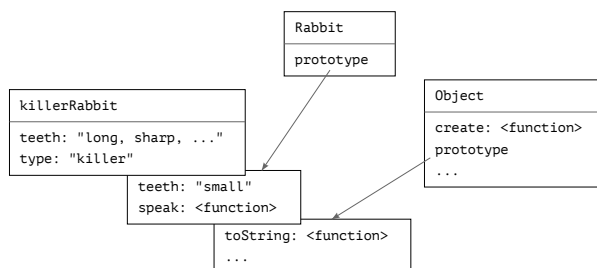 Rabbit
prototype
killerRabbit
teeth: "long, sharp, ..."
type: "killer"
Object
create: <function>
prototype
...
teeth: "small"
speak: <function>
toString: <function>
...